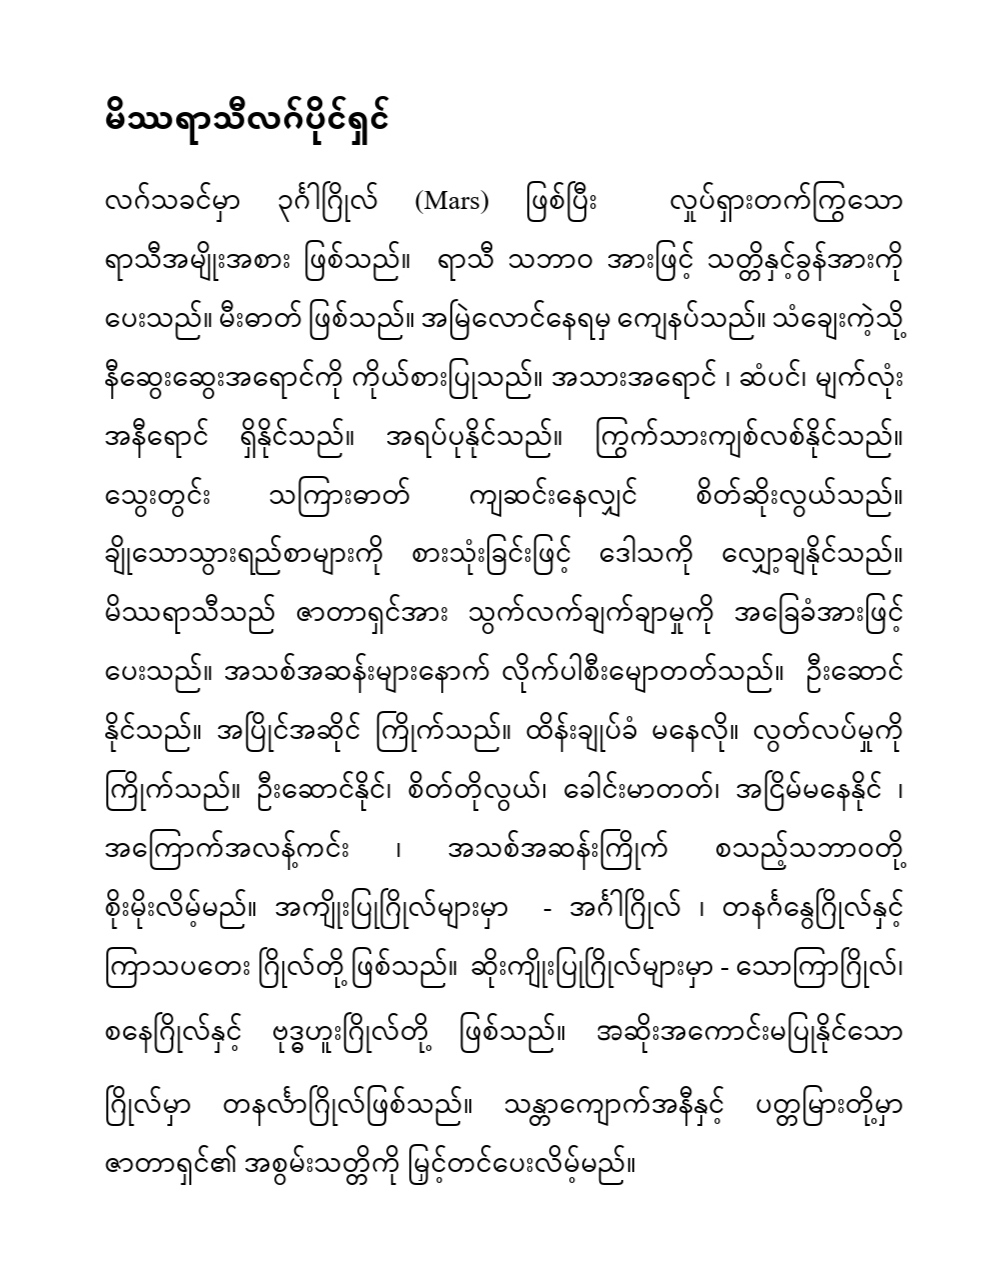 မိဿရာသီလဂ်ပိုင်ရှင်
လဂ်သခင်မှာ ၃င်္ဂါဂြိုလ် (Mars) ဖြစ်ပြီး လှုပ်ရှားတက်ကြွသော
ရာသီအမျိုးအစား ဖြစ်သည်။ ရာသီ သဘာဝ အားဖြင့် သတ္တိနှင့်ခွန်အားကို
ပေးသည်။ မီးဓာတ် ဖြစ်သည်။ အမြဲလောင်နေရမှ ကျေနပ်သည်။ သံချေးကဲ့သို့
နီဆွေးဆွေးအရောင်ကို ကိုယ်စားပြုသည်။ အသားအရောင် ၊ ဆံပင်၊ မျက်လုံး
အနီရောင် ရှိနိုင်သည်။ အရပ်ပုနိုင်သည်။ ကြွက်သားကျစ်လစ်နိုင်သည်။
သွေးတွင်း သကြားဓာတ် ကျဆင်းနေလျှင် စိတ်ဆိုးလွယ်သည်။
ချိုသောသွားရည်စာများကို စားသုံးခြင်းဖြင့် ဒေါသကို လျှော့ချနိုင်သည်။
မိဿရာသီသည် ဇာတာရှင်အား သွက်လက်ချက်ချာမှုကို အခြေခံအားဖြင့်
ပေးသည်။ အသစ်အဆန်းများနောက် လိုက်ပါစီးမျောတတ်သည်။ ဦးဆောင်
နိုင်သည်။ အပြိုင်အဆိုင် ကြိုက်သည်။ ထိန်းချုပ်ခံ မနေလို။ လွတ်လပ်မှုကို
ကြိုက်သည်။ ဦးဆောင်နိုင်၊ စိတ်တိုလွယ်၊ ခေါင်းမာတတ်၊ အငြိမ်မနေနိုင် ၊
အကြောက်အလန့်ကင်း ၊ အသစ်အဆန်းကြိုက် စသည့်သဘာဝတို့
စိုးမိုးလိမ့်မည်။ အကျိုးပြုဂြိုလ်များမှာ - အင်္ဂါဂြိုလ် ၊ တနင်္ဂနွေဂြိုလ်နှင့်
ကြာသပတေး ဂြိုလ်တို့ ဖြစ်သည်။ ဆိုးကျိုးပြုဂြိုလ်များမှာ - သောကြာဂြိုလ်၊
စနေဂြိုလ်နှင့် ဗုဒ္ဓဟူးဂြိုလ်တို့ ဖြစ်သည်။ အဆိုးအကောင်းမပြုနိုင်သော
ဂြိုလ်မှာ တနင်္လာဂြိုလ်ဖြစ်သည်။ သန္တာကျောက်အနီနှင့် ပတ္တမြားတို့မှာ
ဇာတာရှင်၏ အစွမ်းသတ္တိကို မြှင့်တင်ပေးလိမ့်မည်။